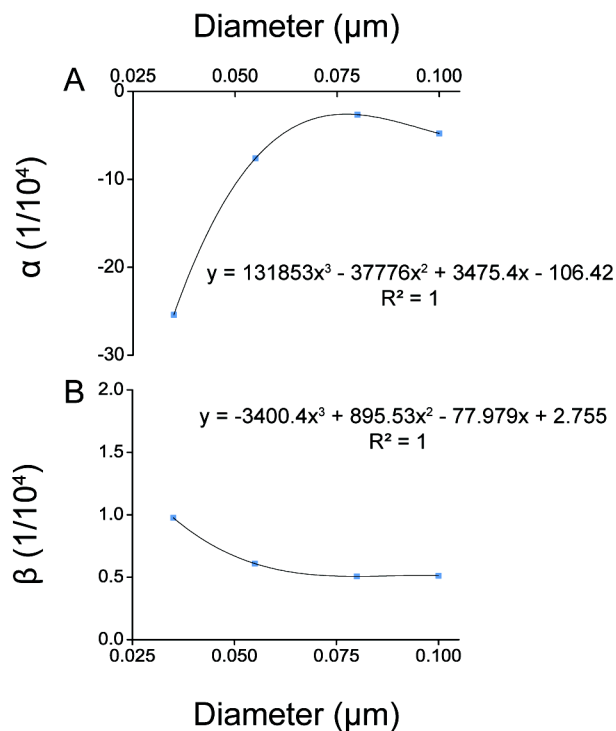 Diameter (µm)
A
0.025 0.055 0.080 0.100
0
-10
-20
-30
α (1/10⁴)
y = 131853x³ - 37776x² + 3475.4x - 106.42
R² = 1
B
2.0
1.5
1.0
0.5
0.0
β (1/10⁴)
y = -3400.4x³ + 895.53x² - 77.979x + 2.755
R² = 1
0.025 0.050 0.075 0.100
Diameter (µm)